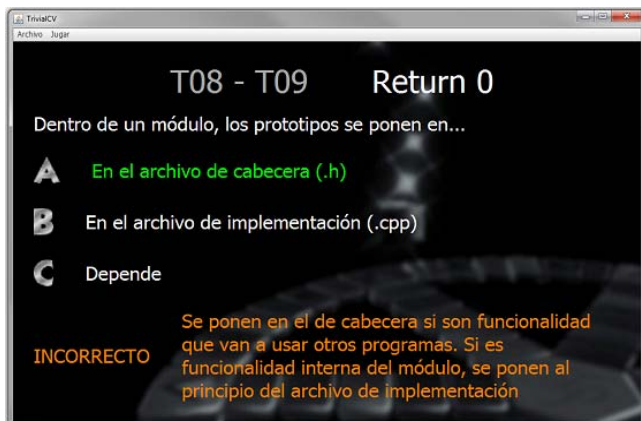 TrivialCV
Archivo Jugar
T08 - T09 Return 0
Dentro de un módulo, los prototipos se ponen en...
A En el archivo de cabecera (.h)
B En el archivo de implementación (.cpp)
C Depende
INCORRECTO
Se ponen en el de cabecera si son funcionalidad
que van a usar otros programas. Si es
funcionalidad interna del módulo, se ponen al
principio del archivo de implementación